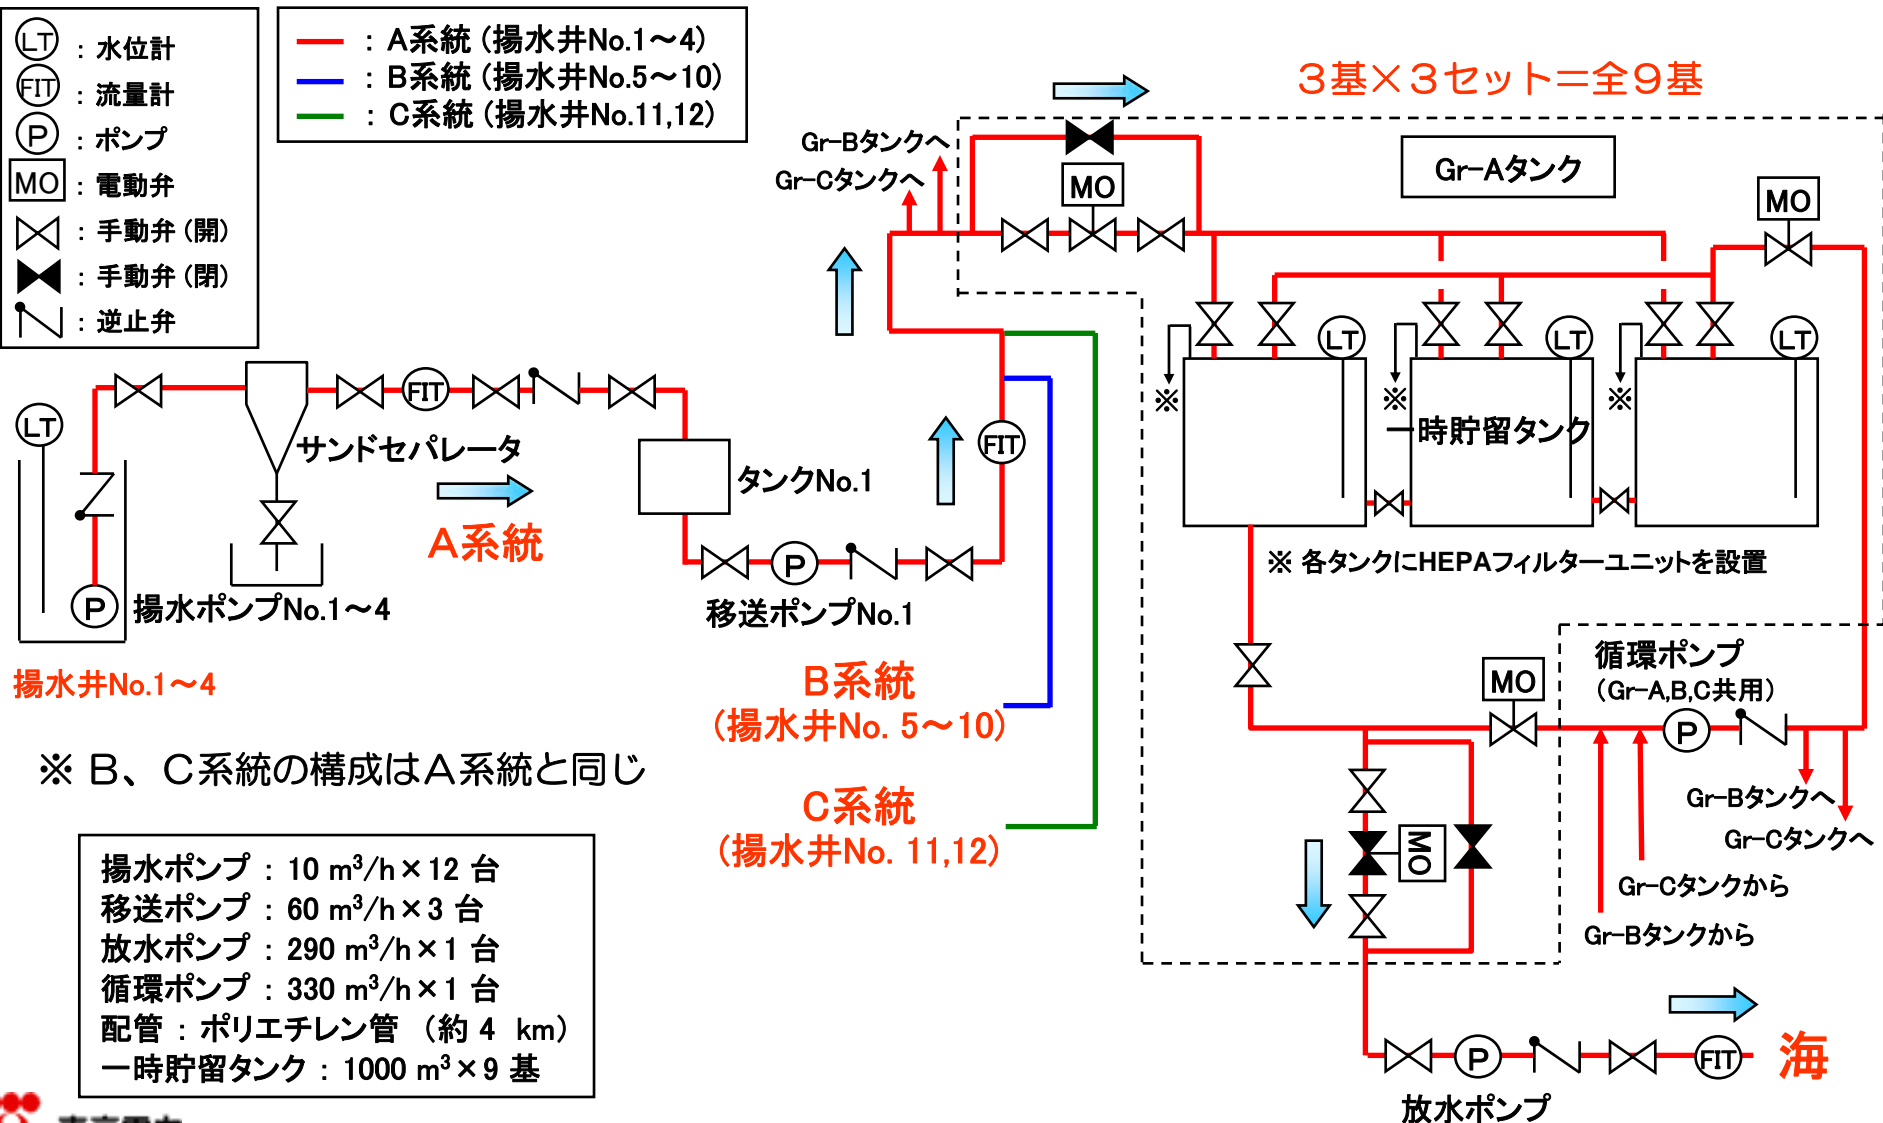 LT : 水位計
FIT : 流量計
P : ポンプ
MO : 電動弁
: 手動弁(開)
: 手動弁(閉)
: 逆止弁
: A系統(揚水井No.1～4)
: B系統(揚水井No.5～10)
: C系統(揚水井No.11,12)
3基×3セット＝全9基
Gr-Bタンクへ
Gr-Cタンクへ
MO
Gr-Aタンク
MO
LT
LT
LT
※
※
※
一時貯留タンク
※ 各タンクにHEPAフィルターユニットを設置
LT
FIT
サンドセパレータ
A系統
タンクNo.1
FIT
P
揚水ポンプNo.1～4
P
移送ポンプNo.1
揚水井No.1～4
B系統
(揚水井No. 5～10)
C系統
(揚水井No. 11,12)
※ B、C系統の構成はA系統と同じ
循環ポンプ
(Gr-A,B,C共用)
MO
P
Gr-Bタンクへ
Gr-Cタンクへ
MO
Gr-Cタンクから
Gr-Bタンクから
揚水ポンプ : 10 m³/h×12 台
移送ポンプ : 60 m³/h×3 台
放水ポンプ : 290 m³/h×1 台
循環ポンプ : 330 m³/h×1 台
配管 : ポリエチレン管 (約 4 km)
一時貯留タンク : 1000 m³×9 基
P
FIT
海
放水ポンプ